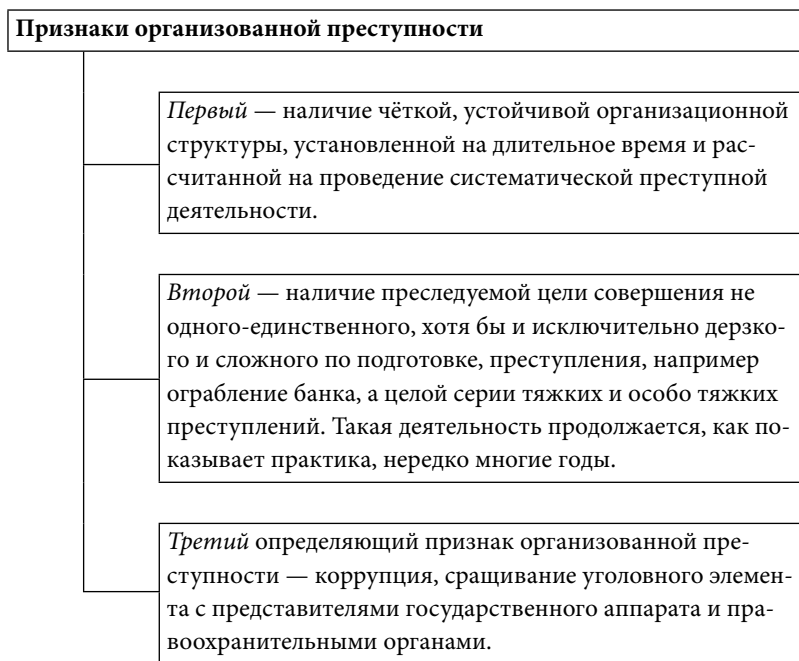 Признаки организованной преступности
Первый — наличие чёткой, устойчивой организационной
структуры, установленной на длительное время и рас-
считанной на проведение систематической преступной
деятельности.
Второй — наличие преследуемой цели совершения не
одного-единственного, хотя бы и исключительно дерзко-
го и сложного по подготовке, преступления, например
ограбление банка, а целой серии тяжких и особо тяжких
преступлений. Такая деятельность продолжается, как по-
казывает практика, нередко многие годы.
Третий определяющий признак организованной пре-
ступности — коррупция, сращивание уголовного элемен-
та с представителями государственного аппарата и пра-
воохранительными органами.